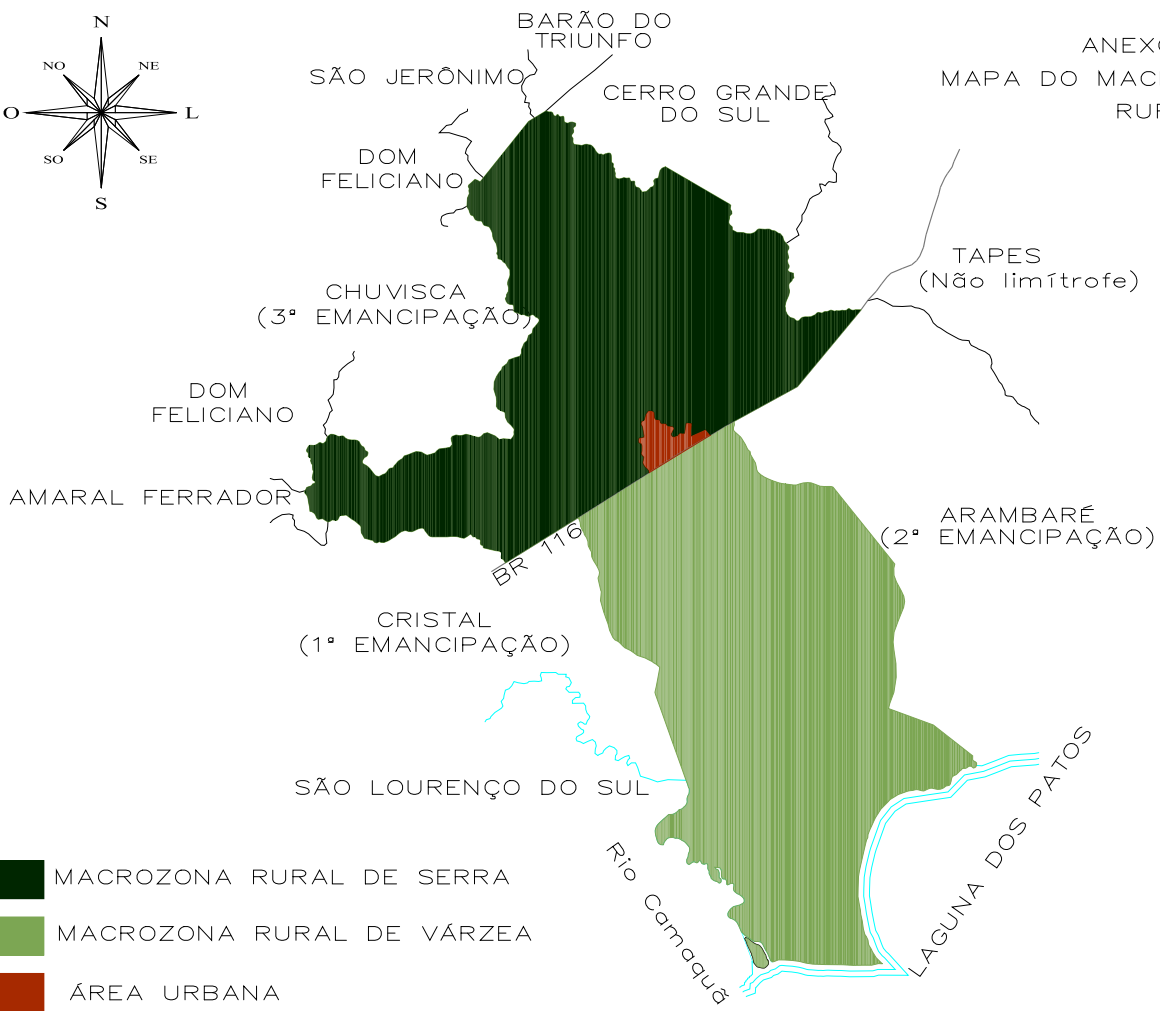 N
NO
NE
O
L
SO
SE
S
BARÃO DO
TRIUNFO
SÃO JERÔNIMO
CERRO GRANDE
DO SUL
ANEXO
MAPA DO MAC
RUR
DOM
FELICIANO
TAPES
(Não limítrofe)
CHUVISCA
(3ª EMANCIPAÇÃO)
DOM
FELICIANO
AMARAL FERRADOR
ARAMBARÉ
(2ª EMANCIPAÇÃO)
BR 116
CRISTAL
(1ª EMANCIPAÇÃO)
SÃO LOURENÇO DO SUL
Rio Camaquã
LAGUNA DOS PATOS
MACROZONA RURAL DE SERRA
MACROZONA RURAL DE VÁRZEA
ÁREA URBANA